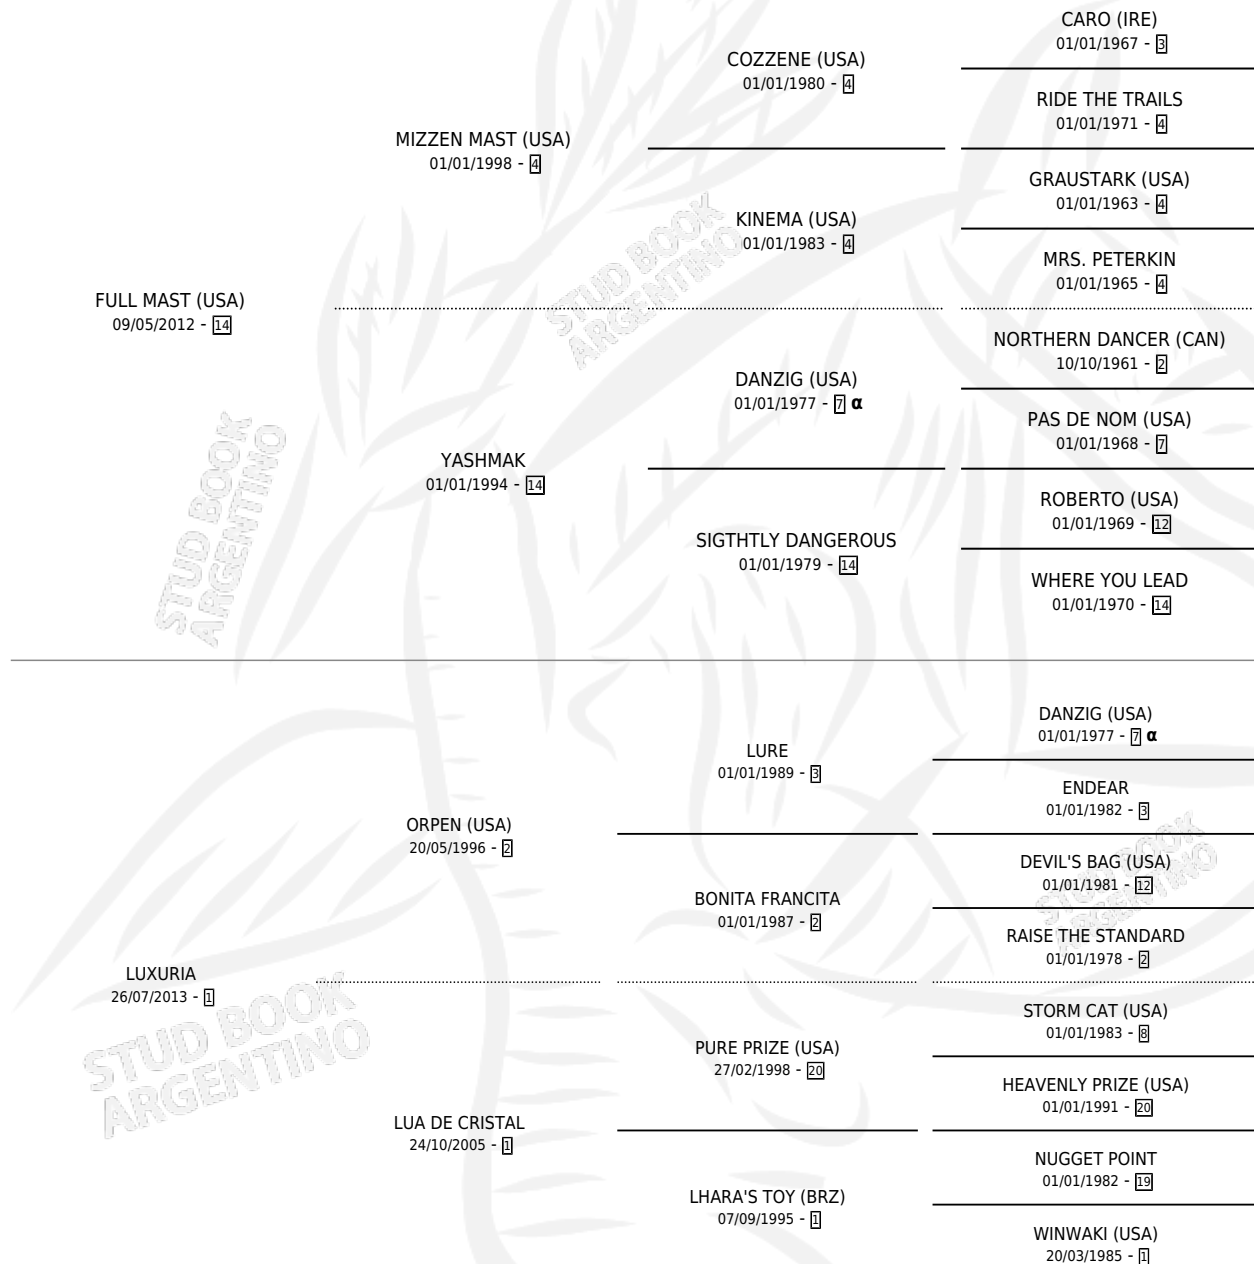 CARO (IRE)
01/01/1967 - 3
COZZENE (USA)
01/01/1980 - 4
RIDE THE TRAILS
01/01/1971 - 4
MIZZEN MAST (USA)
01/01/1998 - 4
GRAUSTARK (USA)
01/01/1963 - 4
KINEMA (USA)
01/01/1983 - 4
MRS. PETERKIN
01/01/1965 - 4
FULL MAST (USA)
09/05/2012 - 14
NORTHERN DANCER (CAN)
10/10/1961 - 2
DANZIG (USA)
01/01/1977 - 7 α
PAS DE NOM (USA)
01/01/1968 - 7
YASHMAK
01/01/1994 - 14
ROBERTO (USA)
01/01/1969 - 12
SIGTHTLY DANGEROUS
01/01/1979 - 14
WHERE YOU LEAD
01/01/1970 - 14
DANZIG (USA)
01/01/1977 - 7 α
LURE
01/01/1989 - 3
ENDEAR
01/01/1982 - 3
ORPEN (USA)
20/05/1996 - 2
DEVIL'S BAG (USA)
01/01/1981 - 12
BONITA FRANCITA
01/01/1987 - 2
RAISE THE STANDARD
01/01/1978 - 2
LUXURIA
26/07/2013 - 1
STORM CAT (USA)
01/01/1983 - 8
PURE PRIZE (USA)
27/02/1998 - 20
HEAVENLY PRIZE (USA)
01/01/1991 - 20
LUA DE CRISTAL
24/10/2005 - 1
NUGGET POINT
01/01/1982 - 19
LHARA'S TOY (BRZ)
07/09/1995 - 1
WINWAKI (USA)
20/03/1985 - 1
STUD BOOK
ARGENTINO
STUD BOOK
ARGENTINO
STUD BOOK
ARGENTINO
STUD BOOK
ARGENTINO